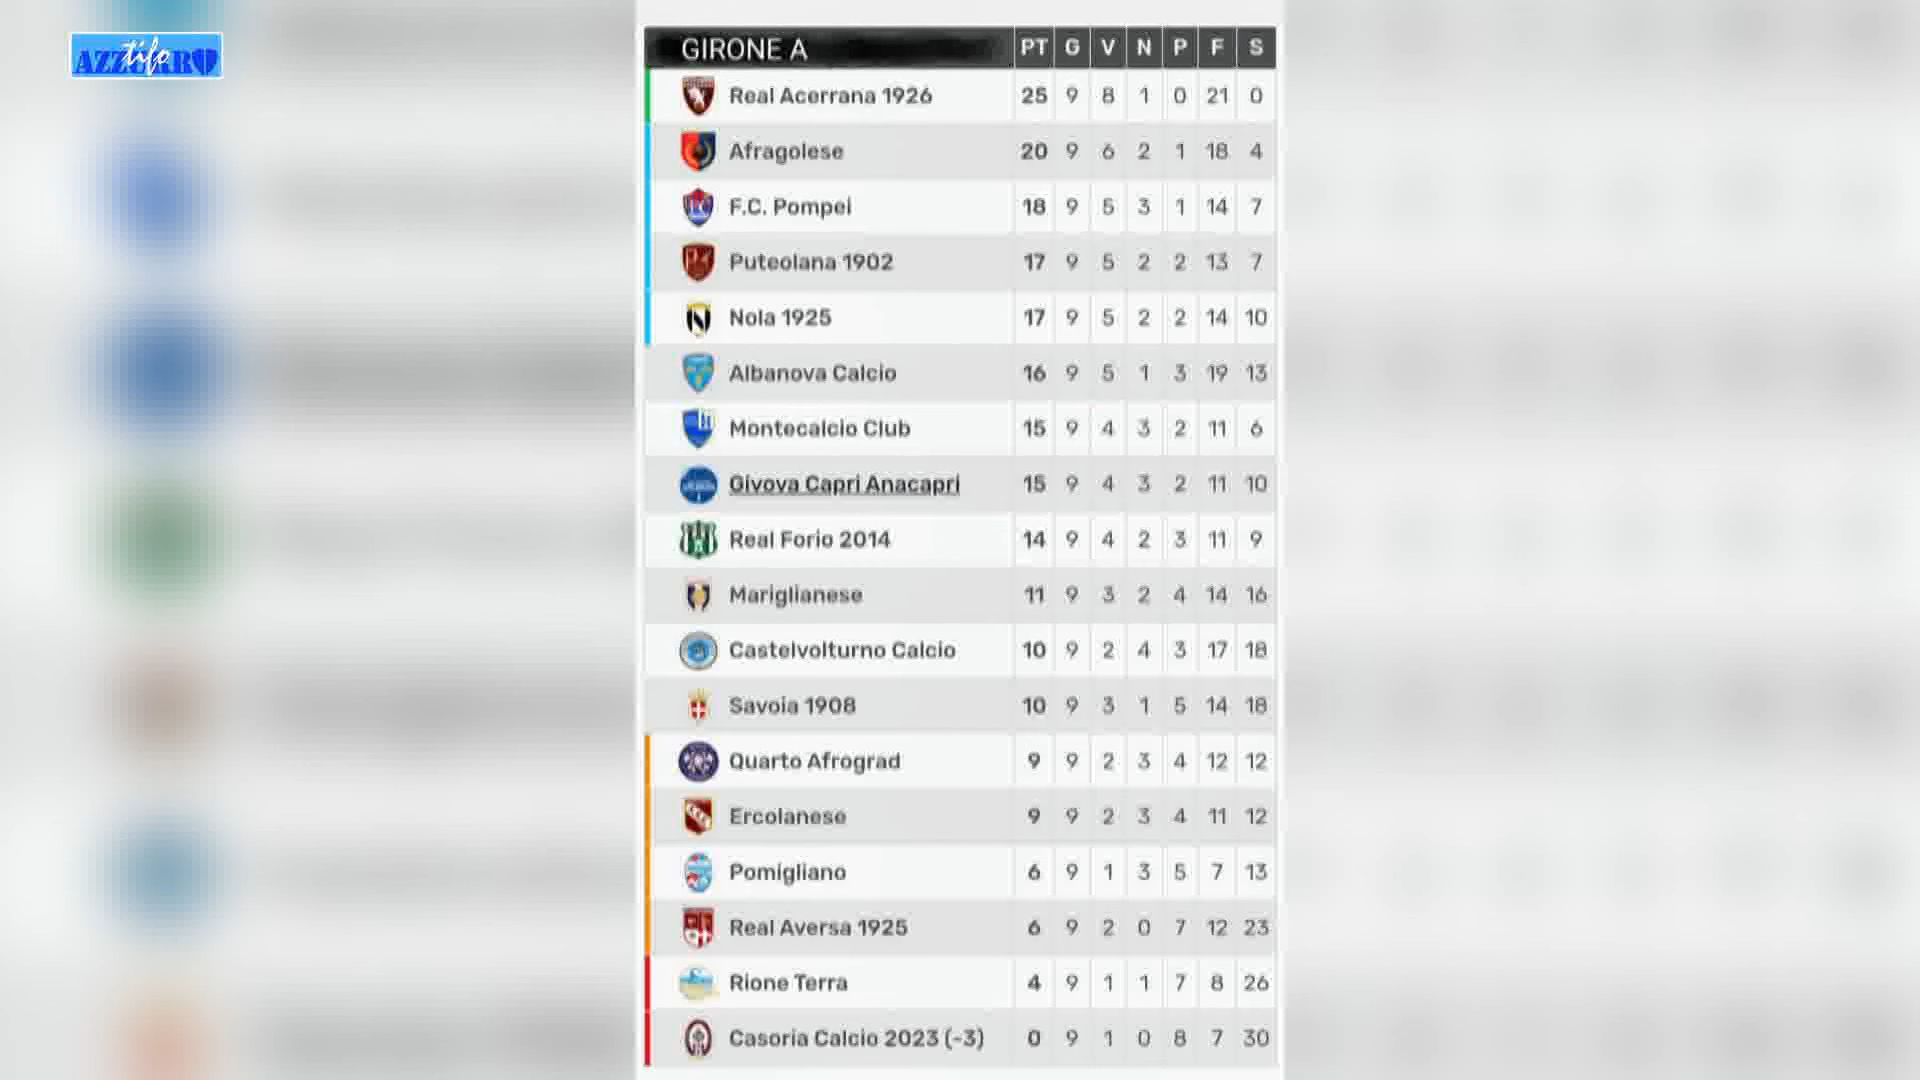 AZZURRO
tifo
GIRONE A PT G V N P F S
Real Acerrana 1926 25 9 8 1 0 21 0
Afragolese 20 9 6 2 1 18 4
F.C. Pompei 18 9 5 3 1 14 7
Puteolana 1902 17 9 5 2 2 13 7
Nola 1925 17 9 5 2 2 14 10
Albanova Calcio 16 9 5 1 3 19 13
Montecalcio Club 15 9 4 3 2 11 6
Givova Capri Anacapri 15 9 4 3 2 11 10
Real Forio 2014 14 9 4 2 3 11 9
Mariglianese 11 9 3 2 4 14 16
Castelvolturno Calcio 10 9 2 4 3 17 18
Savoia 1908 10 9 3 1 5 14 18
Quarto Afrograd 9 9 2 3 4 12 12
Ercolanese 9 9 2 3 4 11 12
Pomigliano 6 9 1 3 5 7 13
Real Aversa 1925 6 9 2 0 7 12 23
Rione Terra 4 9 1 1 7 8 26
Casoria Calcio 2023 (-3) 0 9 1 0 8 7 30